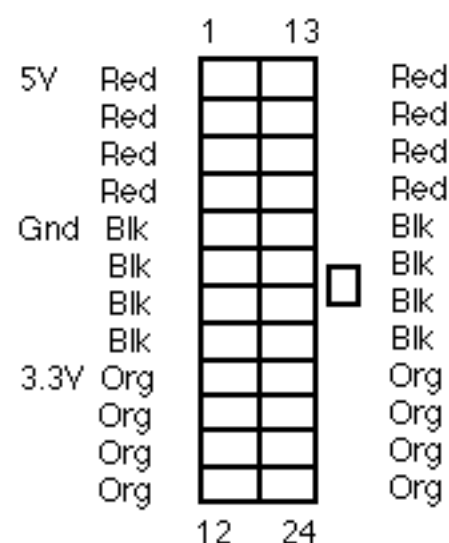 1 13
5V Red Red
Red Red
Red Red
Red Red
Gnd Blk Blk
Blk Blk
Blk Blk
Blk Blk
3.3V Org Org
Org Org
Org Org
Org Org
12 24